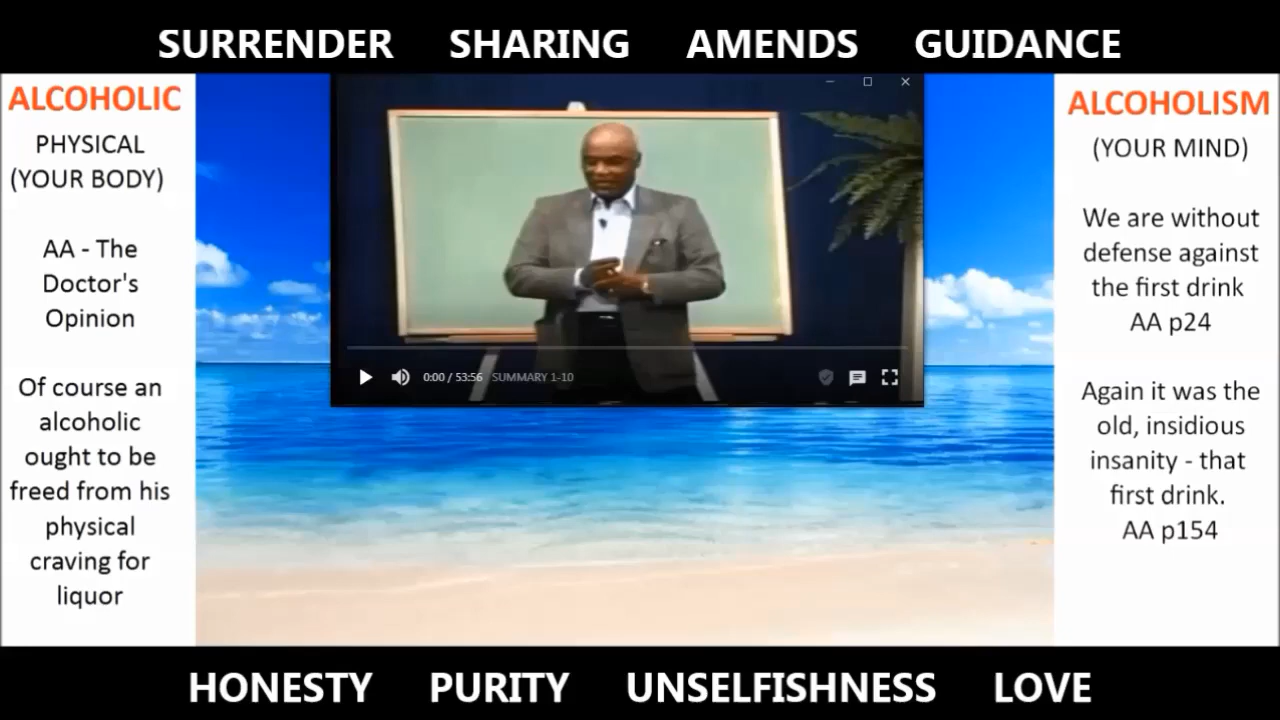 SURRENDER SHARING AMENDS GUIDANCE
ALCOHOLIC
PHYSICAL
(YOUR BODY)
AA - The
Doctor's
Opinion
Of course an
alcoholic
ought to be
freed from his
physical
craving for
liquor
0:00 / 53:56 SUMMARY 1-10
ALCOHOLISM
(YOUR MIND)
We are without
defense against
the first drink
AA p24
Again it was the
old, insidious
insanity - that
first drink.
AA p154
HONESTY PURITY UNSELFISHNESS LOVE